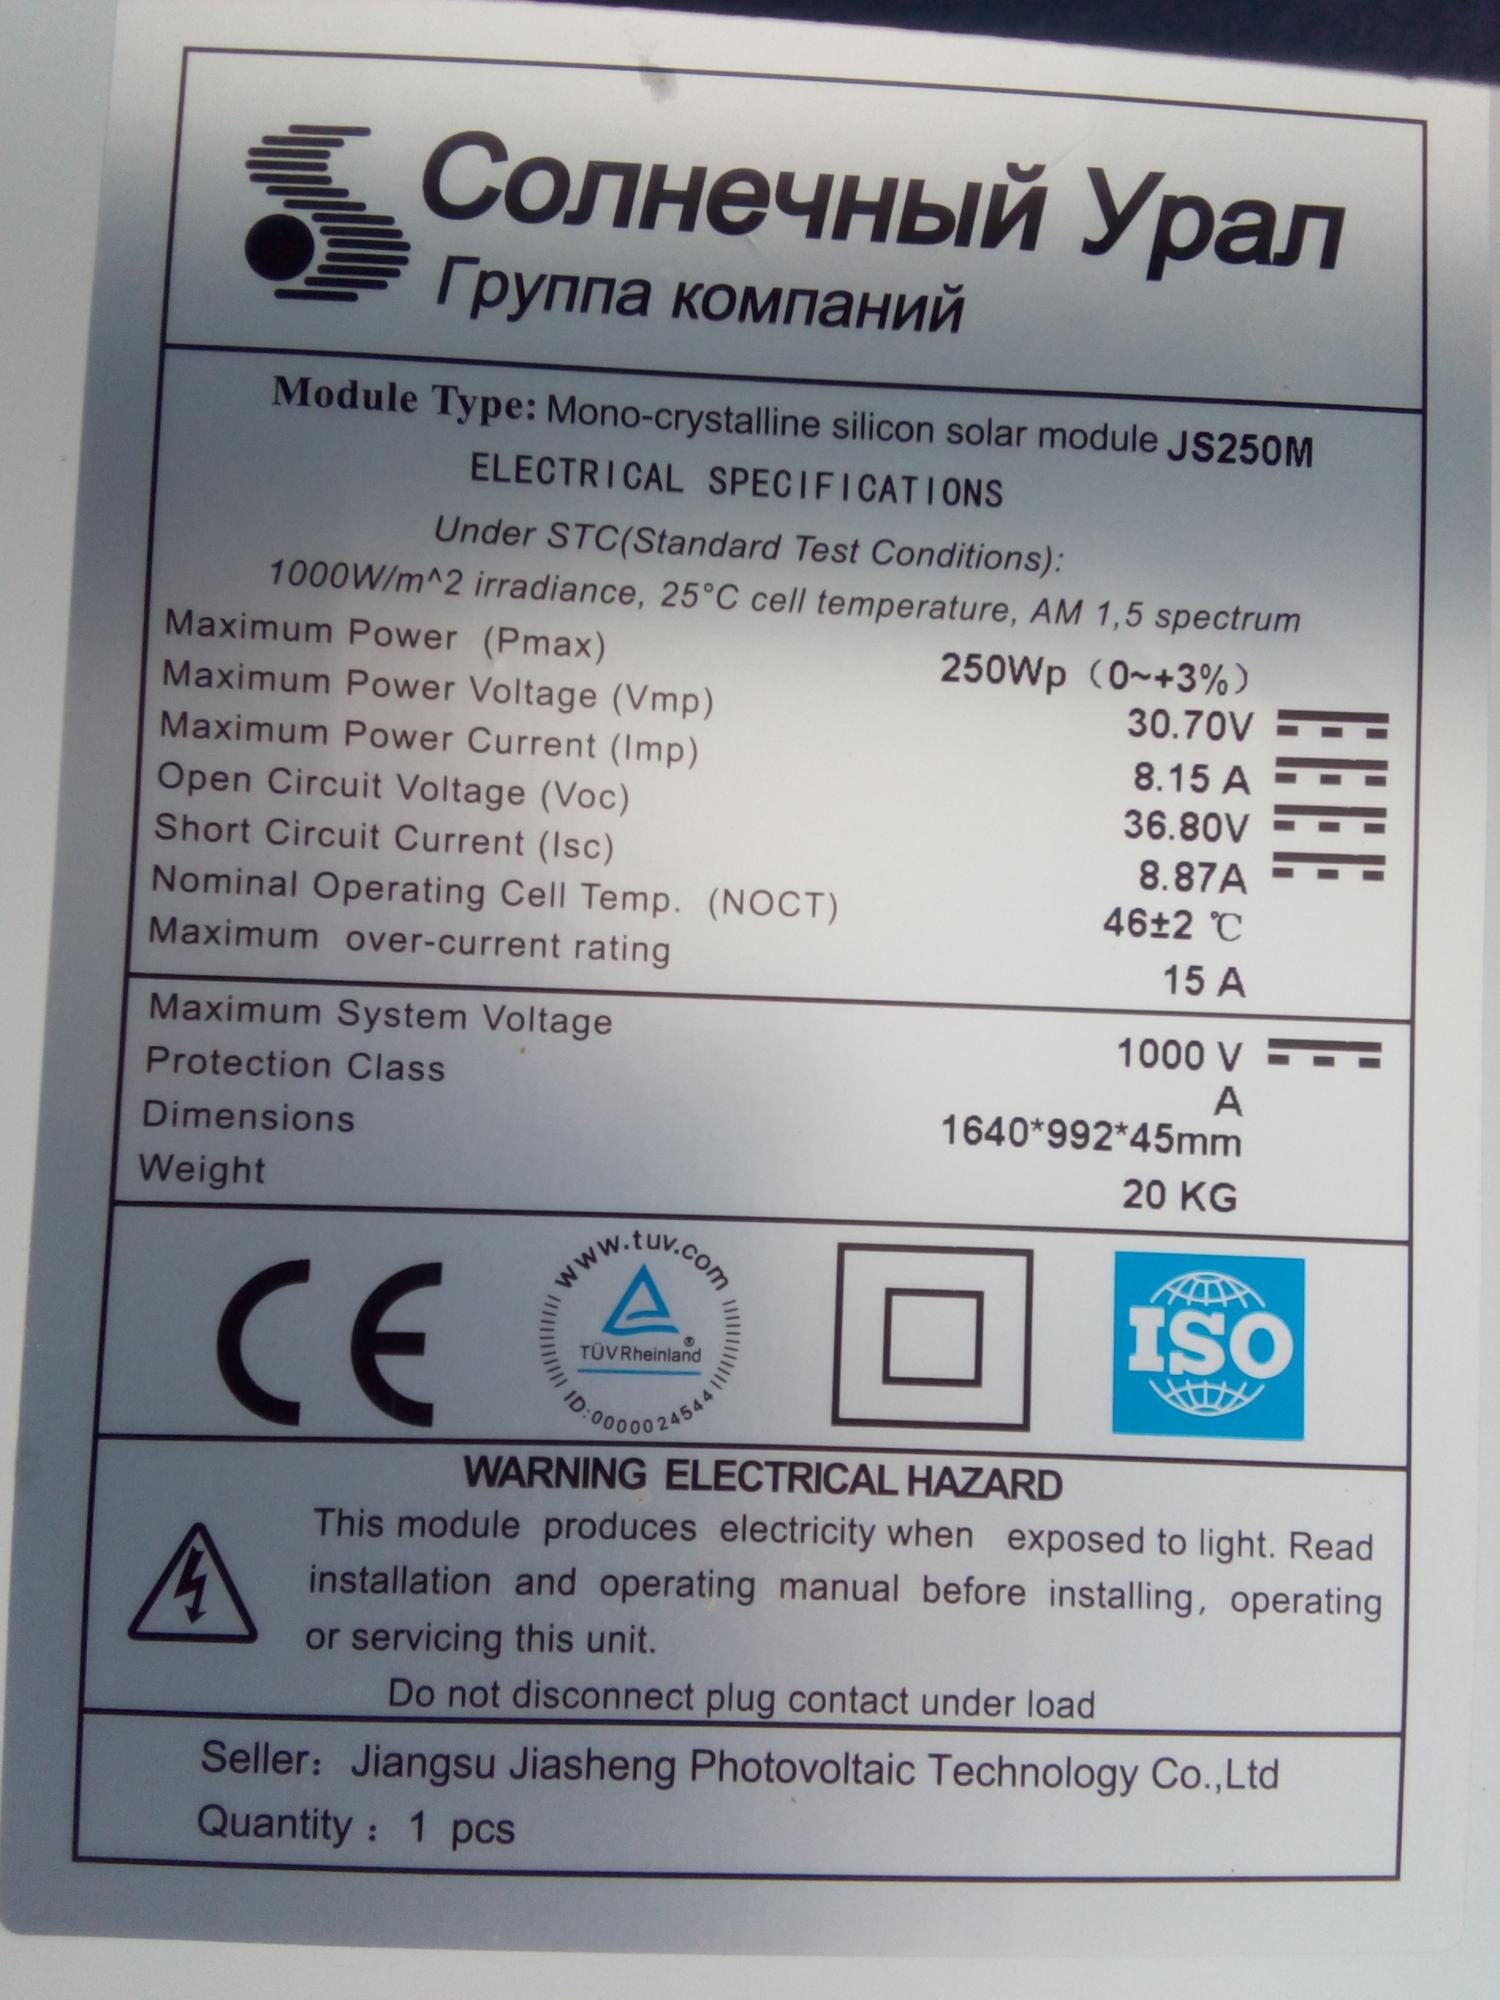 Солнечный Урал
Группа компаний
Module Type: Mono-crystalline silicon solar module JS250M
ELECTRICAL SPECIFICATIONS
Under STC(Standard Test Conditions):
1000W/m^2 irradiance, 25°C cell temperature, AM 1,5 spectrum
Maximum Power (Pmax) 250Wp (0~+3%)
Maximum Power Voltage (Vmp) 30.70V
Maximum Power Current (Imp) 8.15 A
Open Circuit Voltage (Voc) 36.80V
Short Circuit Current (Isc) 8.87A
Nominal Operating Cell Temp. (NOCT) 46±2 ℃
Maximum over-current rating 15 A
Maximum System Voltage 1000 V
Protection Class A
Dimensions 1640*992*45mm
Weight 20 KG
CE
www.tuv.com
TÜVRheinland®
ID:0000024544
ISO
WARNING ELECTRICAL HAZARD
This module produces electricity when exposed to light. Read
installation and operating manual before installing, operating
or servicing this unit.
Do not disconnect plug contact under load
Seller: Jiangsu Jiasheng Photovoltaic Technology Co.,Ltd
Quantity : 1 pcs